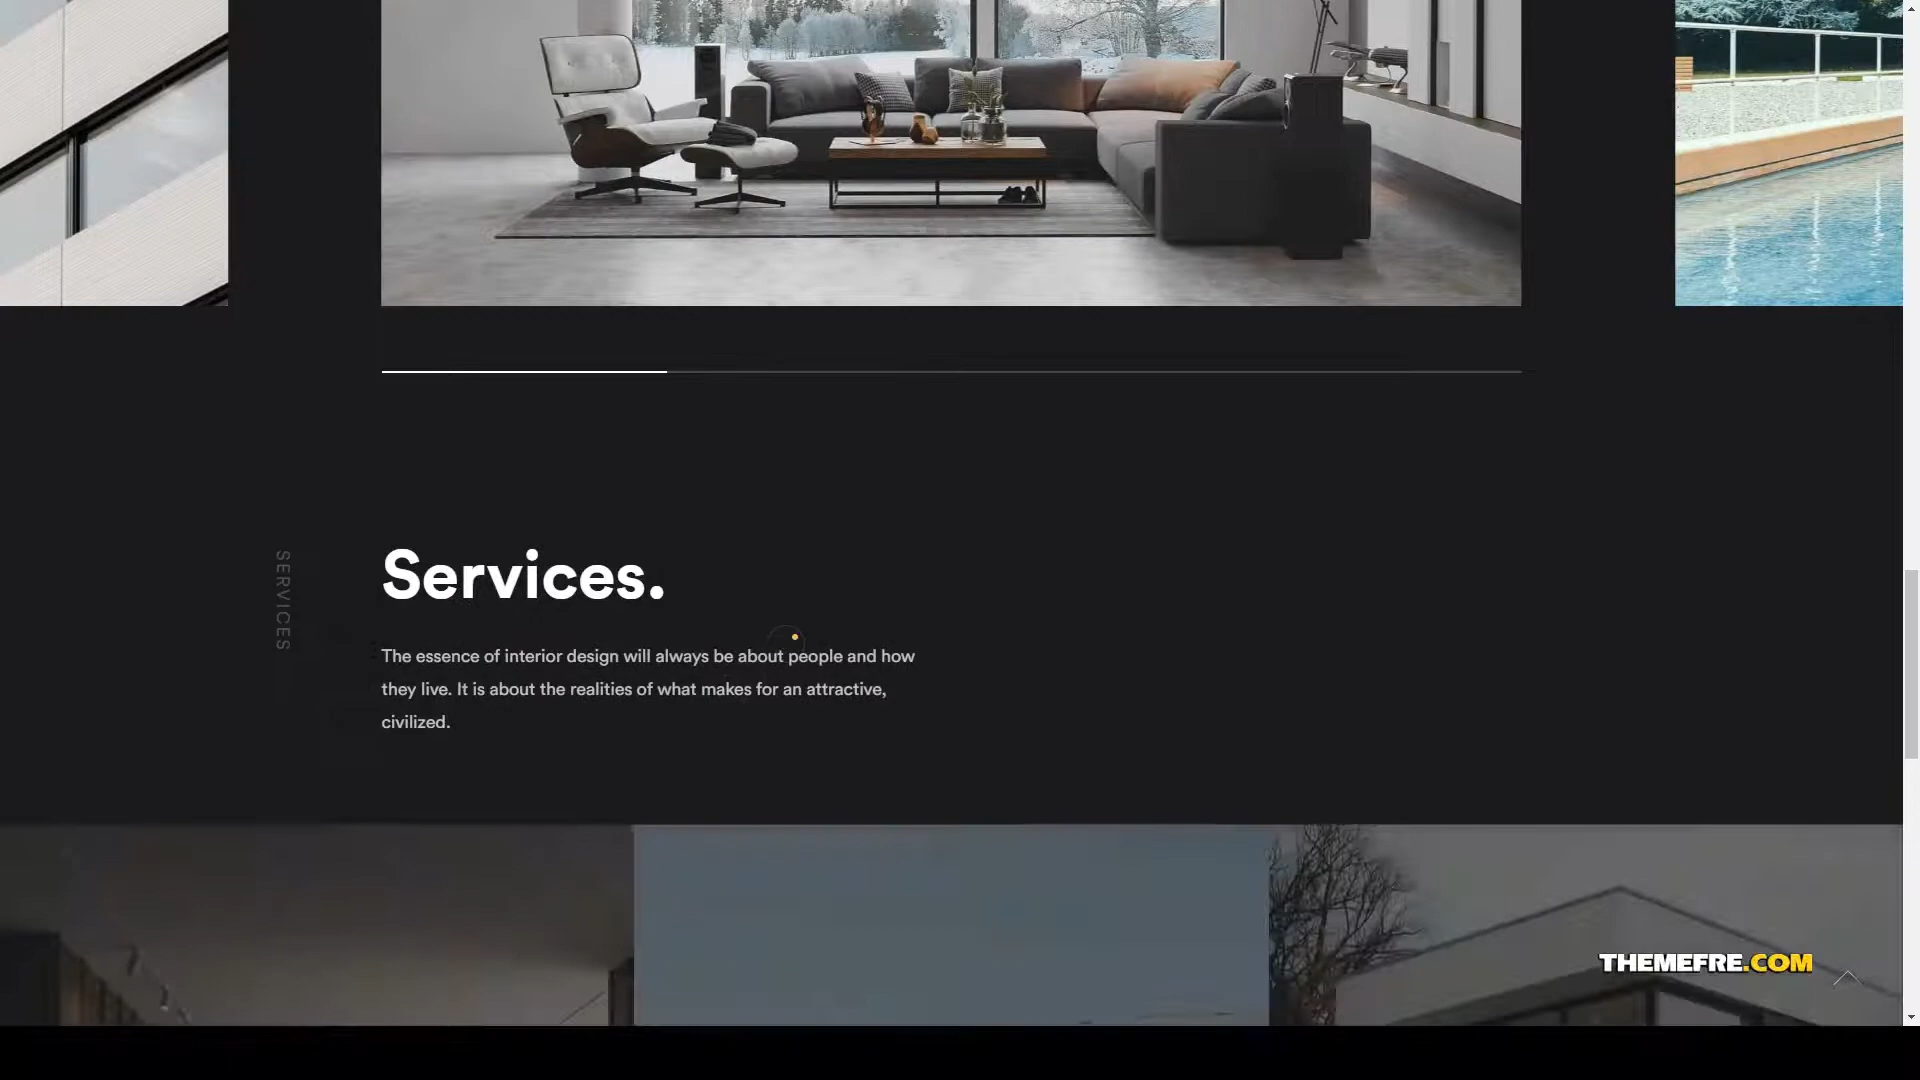 SERVICES
Services.
The essence of interior design will always be about people and how
they live. It is about the realities of what makes for an attractive,
civilized.
THEMEFRE.COM